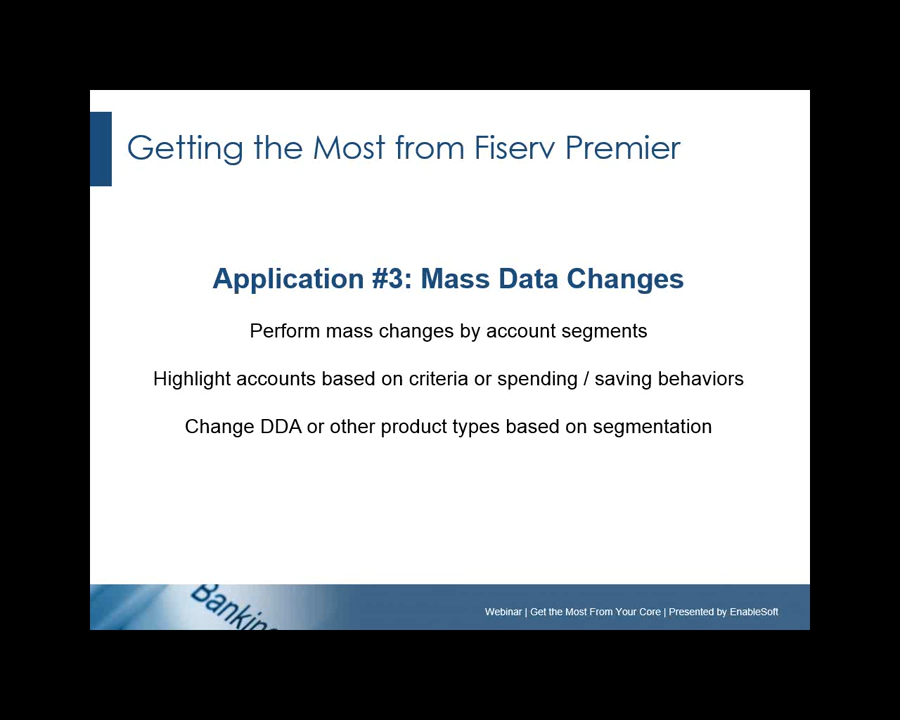 Getting the Most from Fiserv Premier
Application #3: Mass Data Changes
Perform mass changes by account segments
Highlight accounts based on criteria or spending / saving behaviors
Change DDA or other product types based on segmentation
Banking
Webinar | Get the Most From Your Core | Presented by EnableSoft